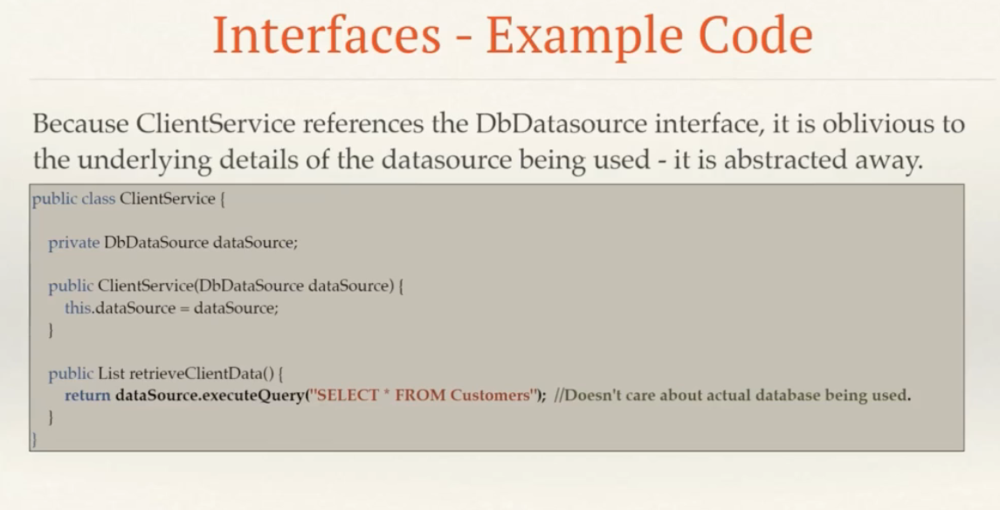 Interfaces - Example Code
Because ClientService references the DbDatasource interface, it is oblivious to
the underlying details of the datasource being used - it is abstracted away.
public class ClientService {
private DbDataSource dataSource;
public ClientService(DbDataSource dataSource) {
this.dataSource = dataSource;
}
public List retrieveClientData() {
return dataSource.executeQuery("SELECT * FROM Customers"); //Doesn't care about actual database being used.
}
}